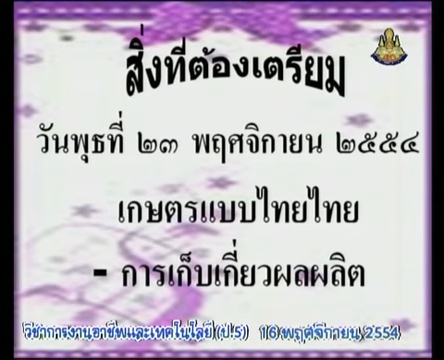 สิ่งที่ต้องเตรียม
วันพุธที่ ๒๓ พฤศจิกายน ๒๕๕๔
เกษตรแบบไทยไทย
- การเก็บเกี่ยวผลผลิต
วิชาการงานอาชีพและเทคโนโลยี (ป.5) 16 พฤศจิกายน 2554